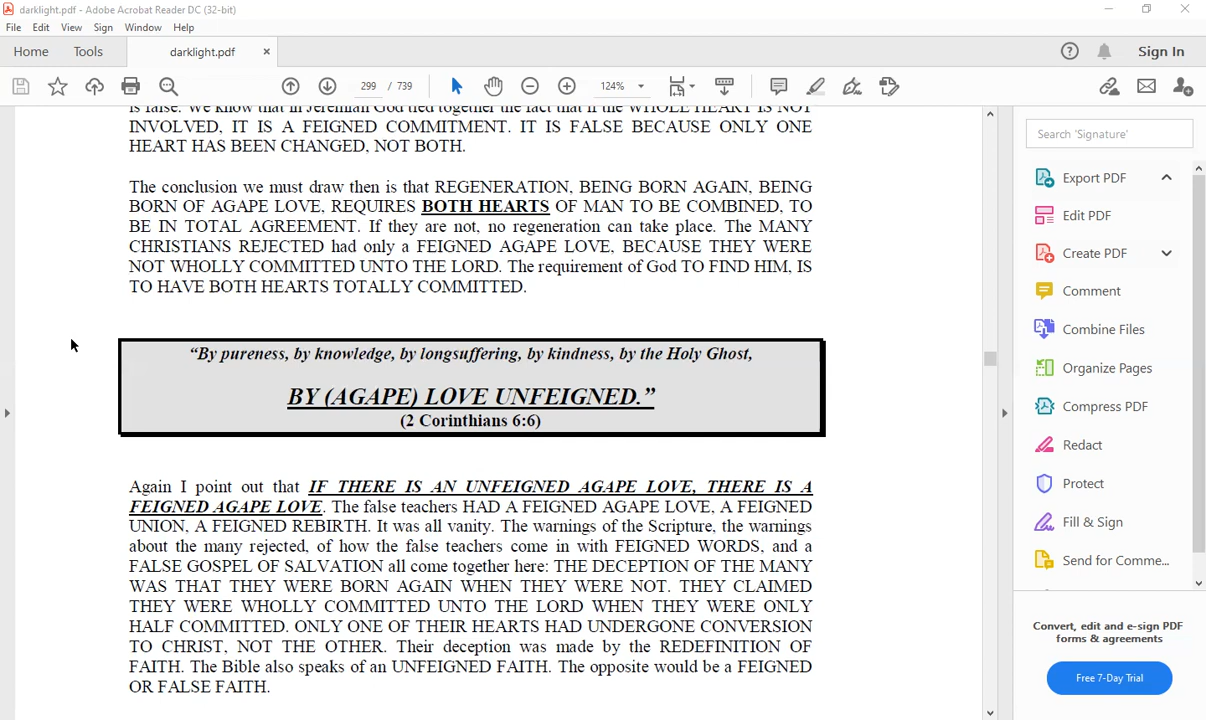 darklight.pdf - Adobe Acrobat Reader DC (32-bit)
File Edit View Sign Window Help
Home Tools darklight.pdf × Sign In
299 / 739 124%
is false. We know that in Jeremiah God tied together the fact that if the WHOLE HEART IS NOT
INVOLVED, IT IS A FEIGNED COMMITMENT. IT IS FALSE BECAUSE ONLY ONE
HEART HAS BEEN CHANGED, NOT BOTH.
The conclusion we must draw then is that REGENERATION, BEING BORN AGAIN, BEING
BORN OF AGAPE LOVE, REQUIRES BOTH HEARTS OF MAN TO BE COMBINED, TO
BE IN TOTAL AGREEMENT. If they are not, no regeneration can take place. The MANY
CHRISTIANS REJECTED had only a FEIGNED AGAPE LOVE, BECAUSE THEY WERE
NOT WHOLLY COMMITTED UNTO THE LORD. The requirement of God TO FIND HIM, IS
TO HAVE BOTH HEARTS TOTALLY COMMITTED.
“By pureness, by knowledge, by longsuffering, by kindness, by the Holy Ghost,
BY (AGAPE) LOVE UNFEIGNED.”
(2 Corinthians 6:6)
Again I point out that IF THERE IS AN UNFEIGNED AGAPE LOVE, THERE IS A
FEIGNED AGAPE LOVE. The false teachers HAD A FEIGNED AGAPE LOVE, A FEIGNED
UNION, A FEIGNED REBIRTH. It was all vanity. The warnings of the Scripture, the warnings
about the many rejected, of how the false teachers come in with FEIGNED WORDS, and a
FALSE GOSPEL OF SALVATION all come together here: THE DECEPTION OF THE MANY
WAS THAT THEY WERE BORN AGAIN WHEN THEY WERE NOT. THEY CLAIMED
THEY WERE WHOLLY COMMITTED UNTO THE LORD WHEN THEY WERE ONLY
HALF COMMITTED. ONLY ONE OF THEIR HEARTS HAD UNDERGONE CONVERSION
TO CHRIST, NOT THE OTHER. Their deception was made by the REDEFINITION OF
FAITH. The Bible also speaks of an UNFEIGNED FAITH. The opposite would be a FEIGNED
OR FALSE FAITH.
Search 'Signature'
Export PDF
Edit PDF
Create PDF
Comment
Combine Files
Organize Pages
Compress PDF
Redact
Protect
Fill & Sign
Send for Comme...
Convert, edit and e-sign PDF
forms & agreements
Free 7-Day Trial